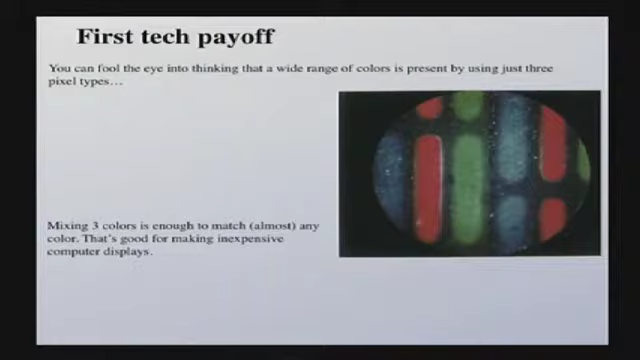 First tech payoff
You can fool the eye into thinking that a wide range of colors is present by using just three
pixel types…
Mixing 3 colors is enough to match (almost) any
color. That's good for making inexpensive
computer displays.